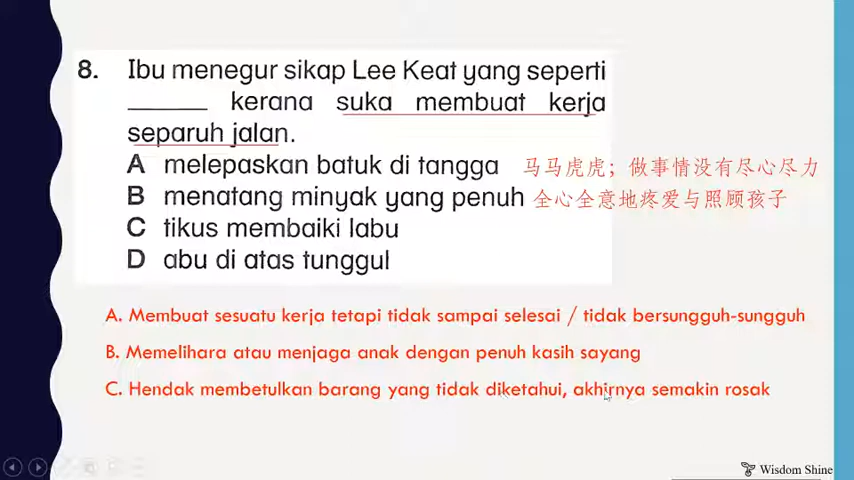 8. Ibu menegur sikap Lee Keat yang seperti
______ kerana suka membuat kerja
separuh jalan.
A melepaskan batuk di tangga 马马虎虎；做事情没有尽心尽力
B menatang minyak yang penuh 全心全意地疼爱与照顾孩子
C tikus membaiki labu
D abu di atas tunggul
A. Membuat sesuatu kerja tetapi tidak sampai selesai / tidak bersungguh-sungguh
B. Memelihara atau menjaga anak dengan penuh kasih sayang
C. Hendak membetulkan barang yang tidak diketahui, akhirnya semakin rosak
Wisdom Shine